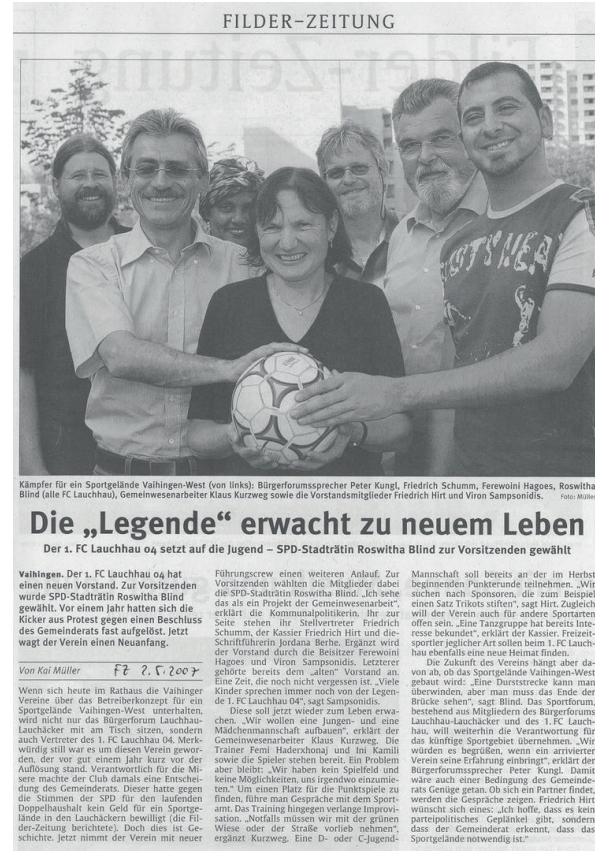 FILDER–ZEITUNG
Kämpfer für ein Sportgelände Vaihingen-West (von links): Bürgerforumssprecher Peter Kungl, Friedrich Schumm, Ferewoini Hagoes, Roswitha
Blind (alle FC Lauchhau), Gemeinwesenarbeiter Klaus Kurzweg sowie die Vorstandsmitglieder Friedrich Hirt und Viron Sampsonidis. Foto: Müller
Die „Legende“ erwacht zu neuem Leben
Der 1. FC Lauchhau 04 setzt auf die Jugend – SPD-Stadträtin Roswitha Blind zur Vorsitzenden gewählt
Vaihingen. Der 1. FC Lauchhau 04 hat
einen neuen Vorstand. Zur Vorsitzenden
wurde SPD-Stadträtin Roswitha Blind
gewählt. Vor einem Jahr hatten sich die
Kicker aus Protest gegen einen Beschluss
des Gemeinderats fast aufgelöst. Jetzt
wagt der Verein einen Neuanfang.
Von Kai Müller FZ 2.5.2007
Wenn sich heute im Rathaus die Vaihinger
Vereine über das Betreiberkonzept für ein
Sportgelände Vaihingen-West unterhalten,
wird nicht nur das Bürgerforum Lauchhau-
Lauchäcker mit am Tisch sitzen, sondern
auch Vertreter des 1. FC Lauchhau 04. Merk-
würdig still war es um diesen Verein gewor-
den, der vor gut einem Jahr kurz vor der
Auflösung stand. Verantwortlich für die Mi-
sere machte der Club damals eine Entschei-
dung des Gemeinderats. Dieser hatte gegen
die Stimmen der SPD für den laufenden
Doppelhaushalt kein Geld für ein Sportge-
lände in den Lauchäckern bewilligt (die Fil-
der-Zeitung berichtete). Doch dies ist Ge-
schichte. Jetzt nimmt der Verein mit neuer
Führungscrew einen weiteren Anlauf. Zur
Vorsitzenden wählten die Mitglieder dabei
die SPD-Stadträtin Roswitha Blind. „Ich sehe
das als ein Projekt der Gemeinwesenarbeit“,
erklärt die Kommunalpolitikerin. Ihr zur
Seite stehen ihr Stellvertreter Friedrich
Schumm, der Kassier Friedrich Hirt und die-
Schriftführerin Jordana Berhe. Ergänzt wird
der Vorstand durch die Beisitzer Ferewoini
Hagoes und Viron Sampsonidis. Letzterer
gehörte bereits dem „alten“ Vorstand an.
Eine Zeit, die noch nicht vergessen ist. „Viele
Kinder sprechen immer noch von der Legen-
de 1. FC Lauchhau 04“, sagt Sampsonidis.
Diese soll jetzt wieder zum Leben erwa-
chen. „Wir wollen eine Jungen- und eine
Mädchenmannschaft aufbauen“, erklärt der
Gemeinwesenarbeiter Klaus Kurzweg. Die
Trainer Femi Haderxhonaj und Ini Kamili
sowie die Spieler stehen bereit. Ein Problem
aber bleibt: „Wir haben kein Spielfeld und
keine Möglichkeiten, uns irgendwo einzumie-
ten.“ Um einen Platz für die Punktspiele zu
finden, führe man Gespräche mit dem Sport-
amt. Das Training hingegen verlange Improvi-
sation. „Notfalls müssen wir mit der grünen
Wiese oder der Straße vorlieb nehmen“,
ergänzt Kurzweg. Eine D- oder C-Jugend-
Mannschaft soll bereits an der im Herbst
beginnenden Punkterunde teilnehmen. „Wir
suchen nach Sponsoren, die zum Beispiel
einen Satz Trikots stiften“, sagt Hirt. Zugleich
will der Verein auch für andere Sportarten
offen sein. „Eine Tanzgruppe hat bereits Inte-
resse bekundet“, erklärt der Kassier. Freizeit-
sportler jeglicher Art sollen beim 1. FC Lauch-
hau ebenfalls eine neue Heimat finden.
Die Zukunft des Vereins hängt aber da-
von ab, ob das Sportgelände Vaihingen-West
gebaut wird: „Eine Durststrecke kann man
überwinden, aber man muss das Ende der
Brücke sehen“, sagt Blind. Das Sportforum,
bestehend aus Mitgliedern des Bürgerforums
Lauchhau-Lauchäcker und des 1. FC Lauch-
hau, will weiterhin die Verantwortung für
das künftige Sportgebiet übernehmen. „Wir
würden es begrüßen, wenn ein arrivierter
Verein seine Erfahrung einbringt“, erklärt der
Bürgerforumssprecher Peter Kungl. Damit
wäre auch einer Bedingung des Gemeinde-
rats Genüge getan. Ob sich ein Partner findet,
werden die Gespräche zeigen. Friedrich Hirt
wünscht sich eines: „Ich hoffe, dass es kein
parteipolitisches Geplänkel gibt, sondern
dass der Gemeinderat erkennt, dass das
Sportgelände notwendig ist.“